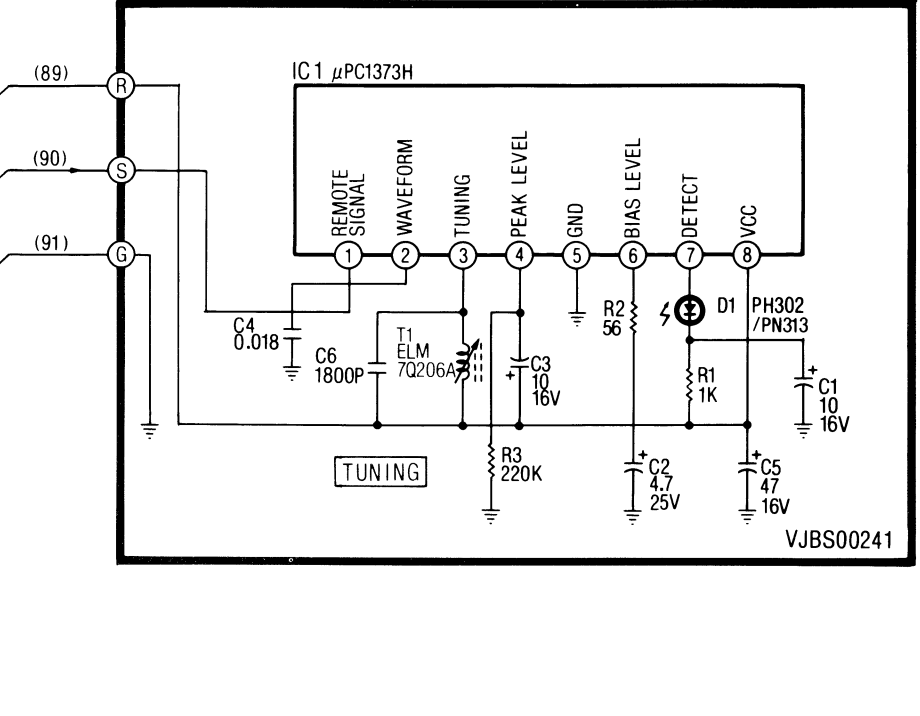 (89)
R
(90)
S
(91)
G
IC1 μPC1373H
REMOTE
SIGNAL
WAVEFORM
TUNING
PEAK LEVEL
GND
BIAS LEVEL
DETECT
VCC
1
2
3
4
5
6
7
8
C4
0.018
C6
1800P
T1
ELM
7Q206A
+
C3
10
16V
R2
56
D1
PH302
/PN313
R1
1K
+
C1
10
16V
TUNING
R3
220K
+
C2
4.7
25V
+
C5
47
16V
VJBS00241